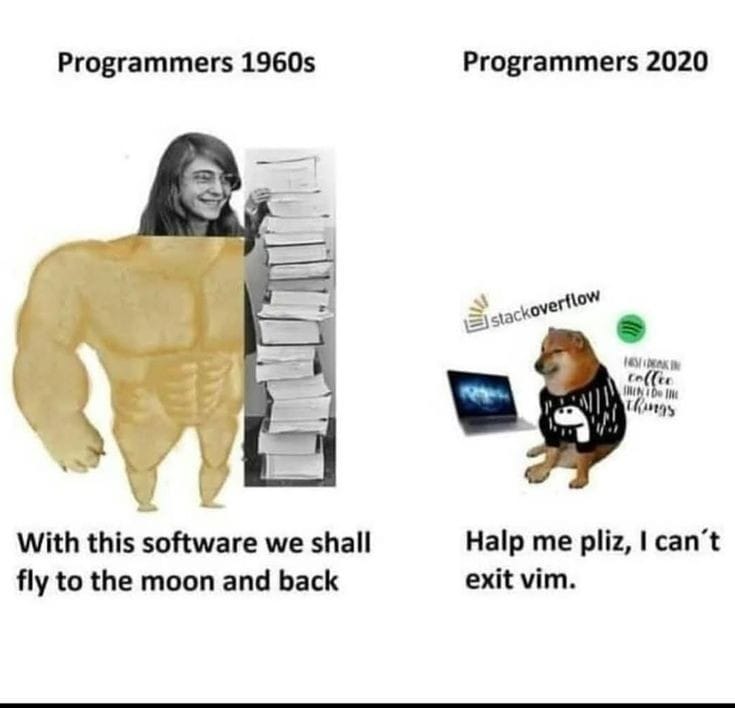 Programmers 1960s
Programmers 2020
stackoverflow
FIRST I DRINK THE
coffee
THEN I DO THE
things
With this software we shall
fly to the moon and back
Halp me pliz, I can´t
exit vim.